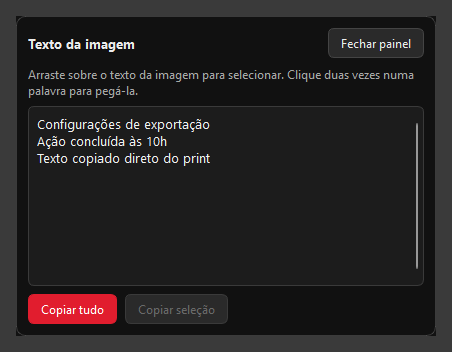 Texto da imagem
Fechar painel
Arraste sobre o texto da imagem para selecionar. Clique duas vezes numa
palavra para pegá-la.
Configurações de exportação
Ação concluída às 10h
Texto copiado direto do print
Copiar tudo
Copiar seleção